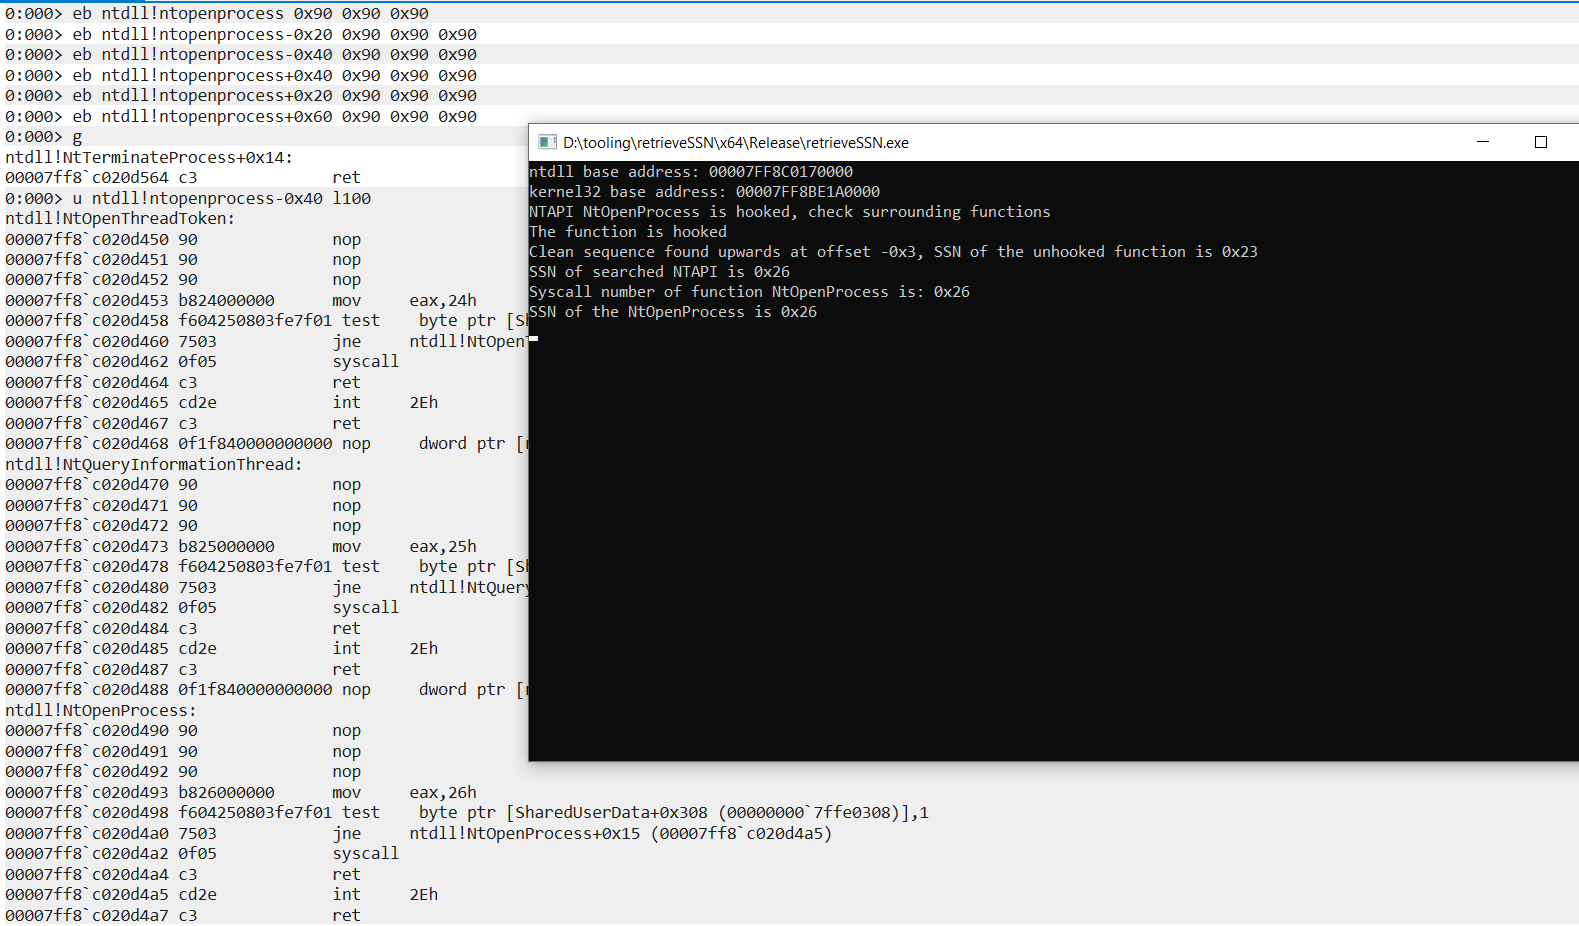 0:000> eb ntdll!ntopenprocess 0x90 0x90 0x90
0:000> eb ntdll!ntopenprocess-0x20 0x90 0x90 0x90
0:000> eb ntdll!ntopenprocess-0x40 0x90 0x90 0x90
0:000> eb ntdll!ntopenprocess+0x40 0x90 0x90 0x90
0:000> eb ntdll!ntopenprocess+0x20 0x90 0x90 0x90
0:000> eb ntdll!ntopenprocess+0x60 0x90 0x90 0x90
0:000> g
ntdll!NtTerminateProcess+0x14:
00007ff8`c020d564 c3 ret
0:000> u ntdll!ntopenprocess-0x40 l100
ntdll!NtOpenThreadToken:
00007ff8`c020d450 90 nop
00007ff8`c020d451 90 nop
00007ff8`c020d452 90 nop
00007ff8`c020d453 b824000000 mov eax,24h
00007ff8`c020d458 f604250803fe7f01 test byte ptr [Sh
00007ff8`c020d460 7503 jne ntdll!NtOpenT
00007ff8`c020d462 0f05 syscall
00007ff8`c020d464 c3 ret
00007ff8`c020d465 cd2e int 2Eh
00007ff8`c020d467 c3 ret
00007ff8`c020d468 0f1f840000000000 nop dword ptr [r
ntdll!NtQueryInformationThread:
00007ff8`c020d470 90 nop
00007ff8`c020d471 90 nop
00007ff8`c020d472 90 nop
00007ff8`c020d473 b825000000 mov eax,25h
00007ff8`c020d478 f604250803fe7f01 test byte ptr [Sh
00007ff8`c020d480 7503 jne ntdll!NtQuery
00007ff8`c020d482 0f05 syscall
00007ff8`c020d484 c3 ret
00007ff8`c020d485 cd2e int 2Eh
00007ff8`c020d487 c3 ret
00007ff8`c020d488 0f1f840000000000 nop dword ptr [r
ntdll!NtOpenProcess:
00007ff8`c020d490 90 nop
00007ff8`c020d491 90 nop
00007ff8`c020d492 90 nop
00007ff8`c020d493 b826000000 mov eax,26h
00007ff8`c020d498 f604250803fe7f01 test byte ptr [SharedUserData+0x308 (00000000`7ffe0308)],1
00007ff8`c020d4a0 7503 jne ntdll!NtOpenProcess+0x15 (00007ff8`c020d4a5)
00007ff8`c020d4a2 0f05 syscall
00007ff8`c020d4a4 c3 ret
00007ff8`c020d4a5 cd2e int 2Eh
00007ff8`c020d4a7 c3 ret
D:\tooling\retrieveSSN\x64\Release\retrieveSSN.exe
ntdll base address: 00007FF8C0170000
kernel32 base address: 00007FF8BE1A0000
NTAPI NtOpenProcess is hooked, check surrounding functions
The function is hooked
Clean sequence found upwards at offset -0x3, SSN of the unhooked function is 0x23
SSN of searched NTAPI is 0x26
Syscall number of function NtOpenProcess is: 0x26
SSN of the NtOpenProcess is 0x26